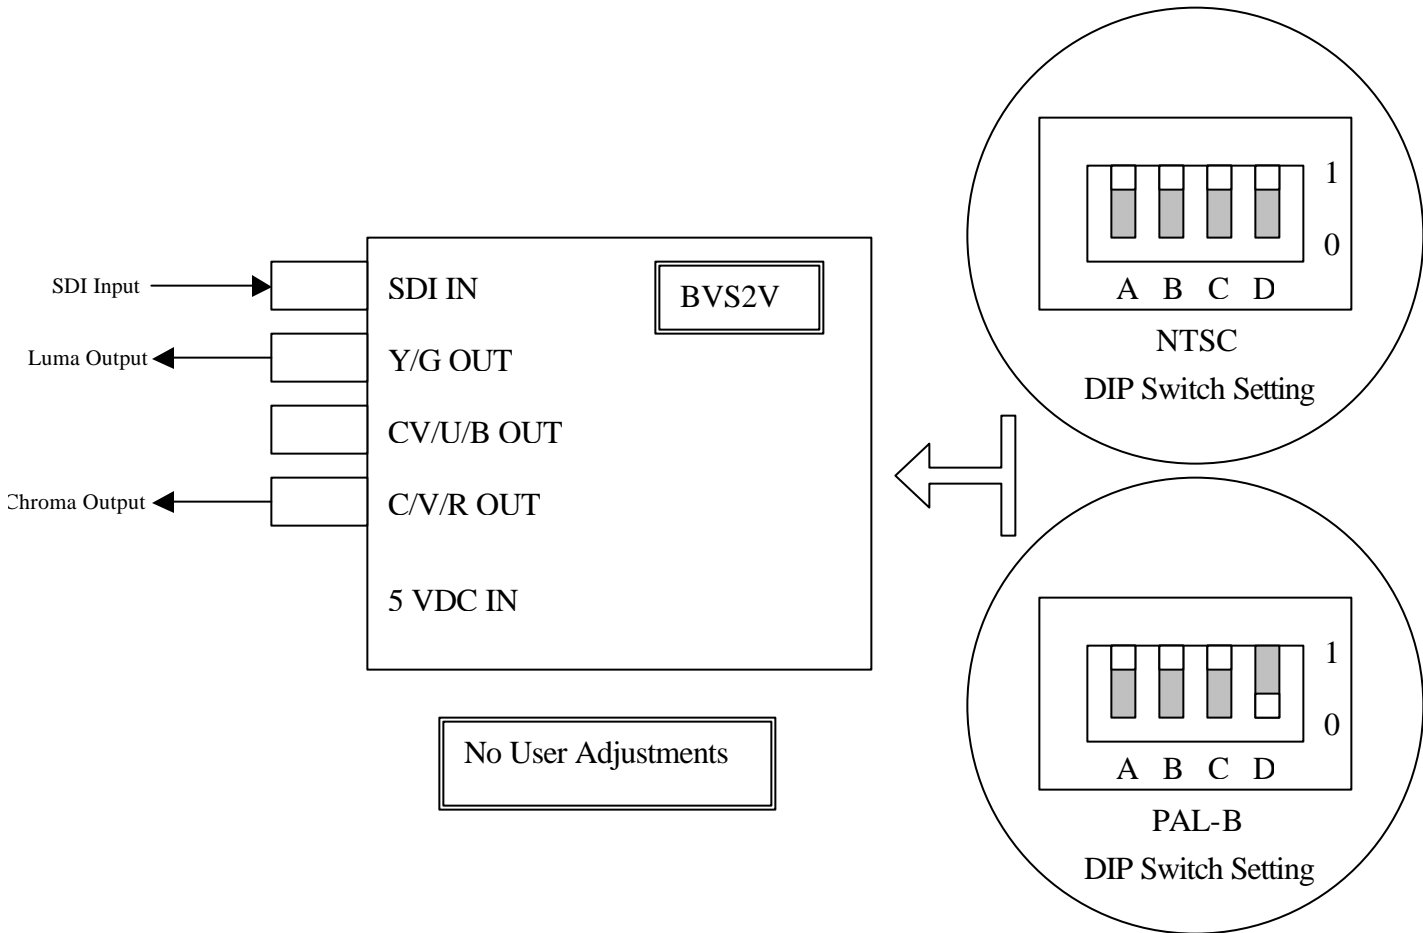 SDI Input
Luma Output
Chroma Output
SDI IN
Y/G OUT
CV/U/B OUT
C/V/R OUT
5 VDC IN
BVS2V
No User Adjustments
1
0
A B C D
NTSC
DIP Switch Setting
1
0
A B C D
PAL-B
DIP Switch Setting